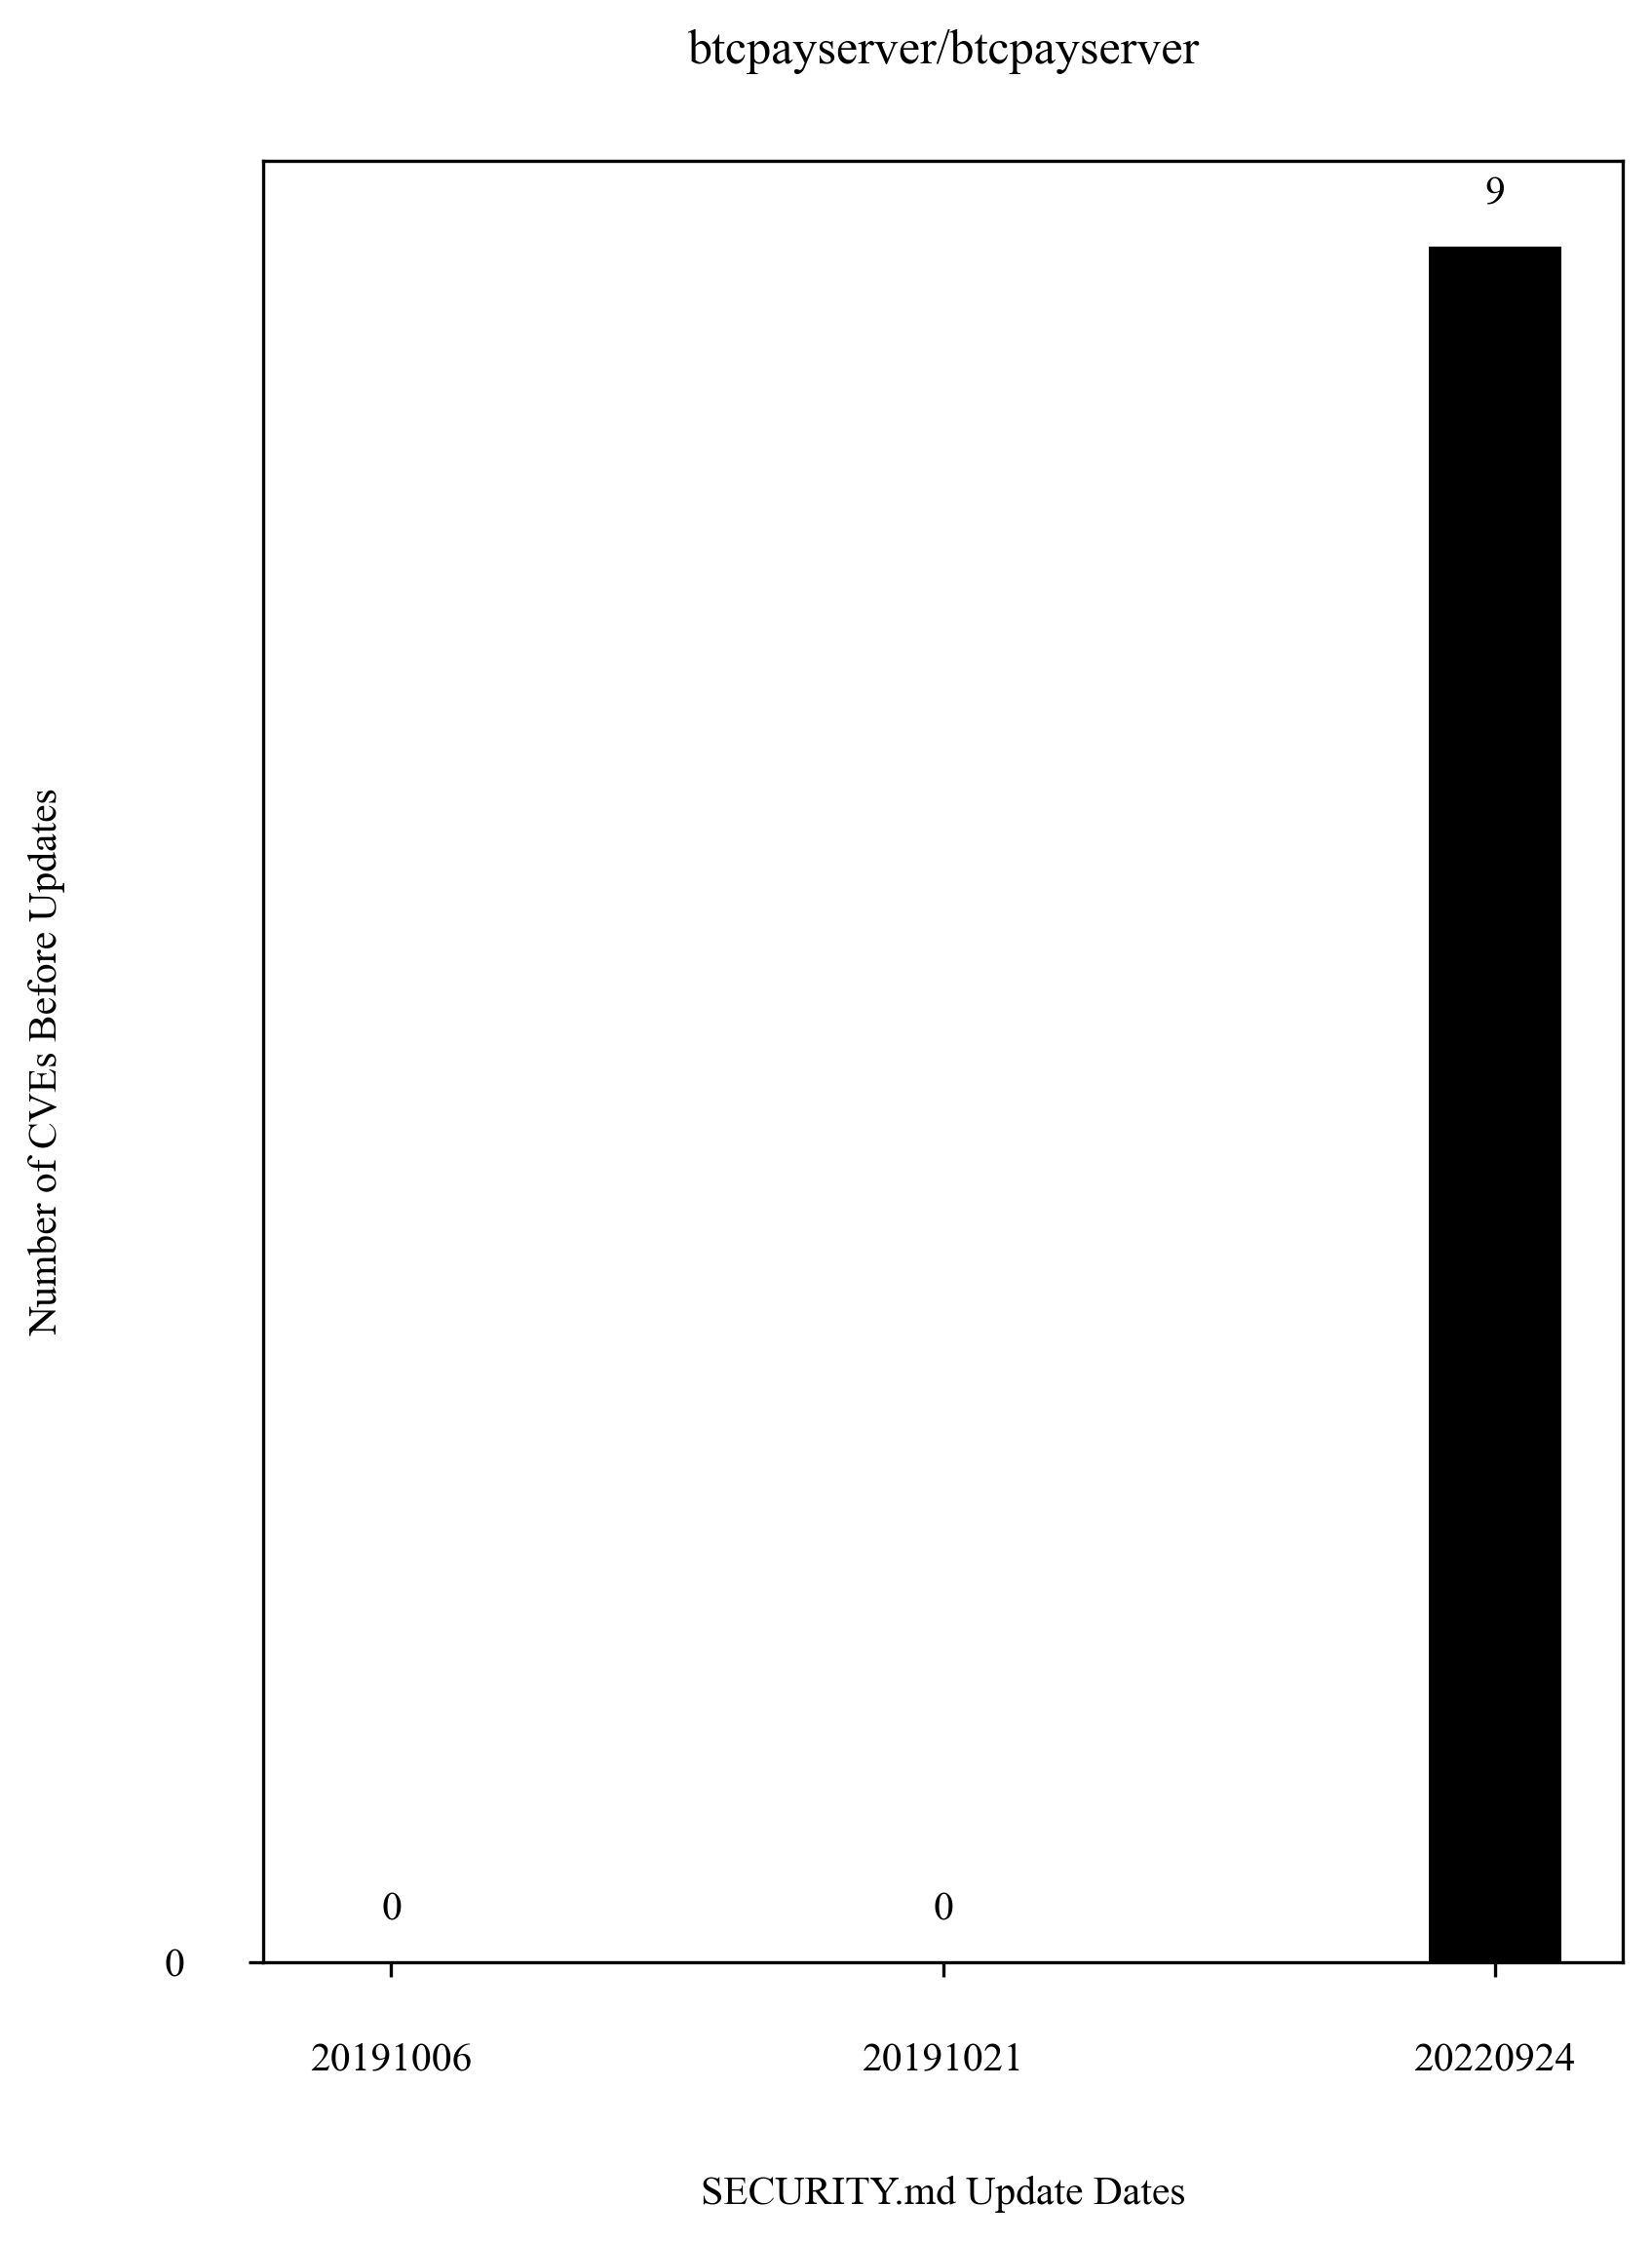 btcpayserver/btcpayserver
9
Number of CVEs Before Updates
0
0
0
20191006
20191021
20220924
SECURITY.md Update Dates